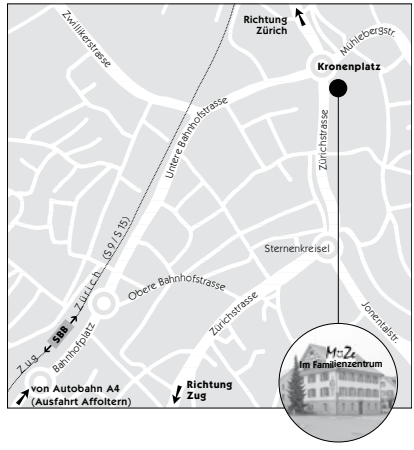 Richtung
Zürich
Mühlebergstr.
Zwillikerstrasse
Kronenplatz
Untere Bahnhofstrasse
Zürichstrasse
Zürich (S 9 / S 15)
Sternenkreisel
Obere Bahnhofstrasse
Zürichstrasse
Jonentalstr.
SBB
Zug
Bahnhofplatz
MüZe
Im Familienzentrum
von Autobahn A4
(Ausfahrt Affoltern)
Richtung
Zug